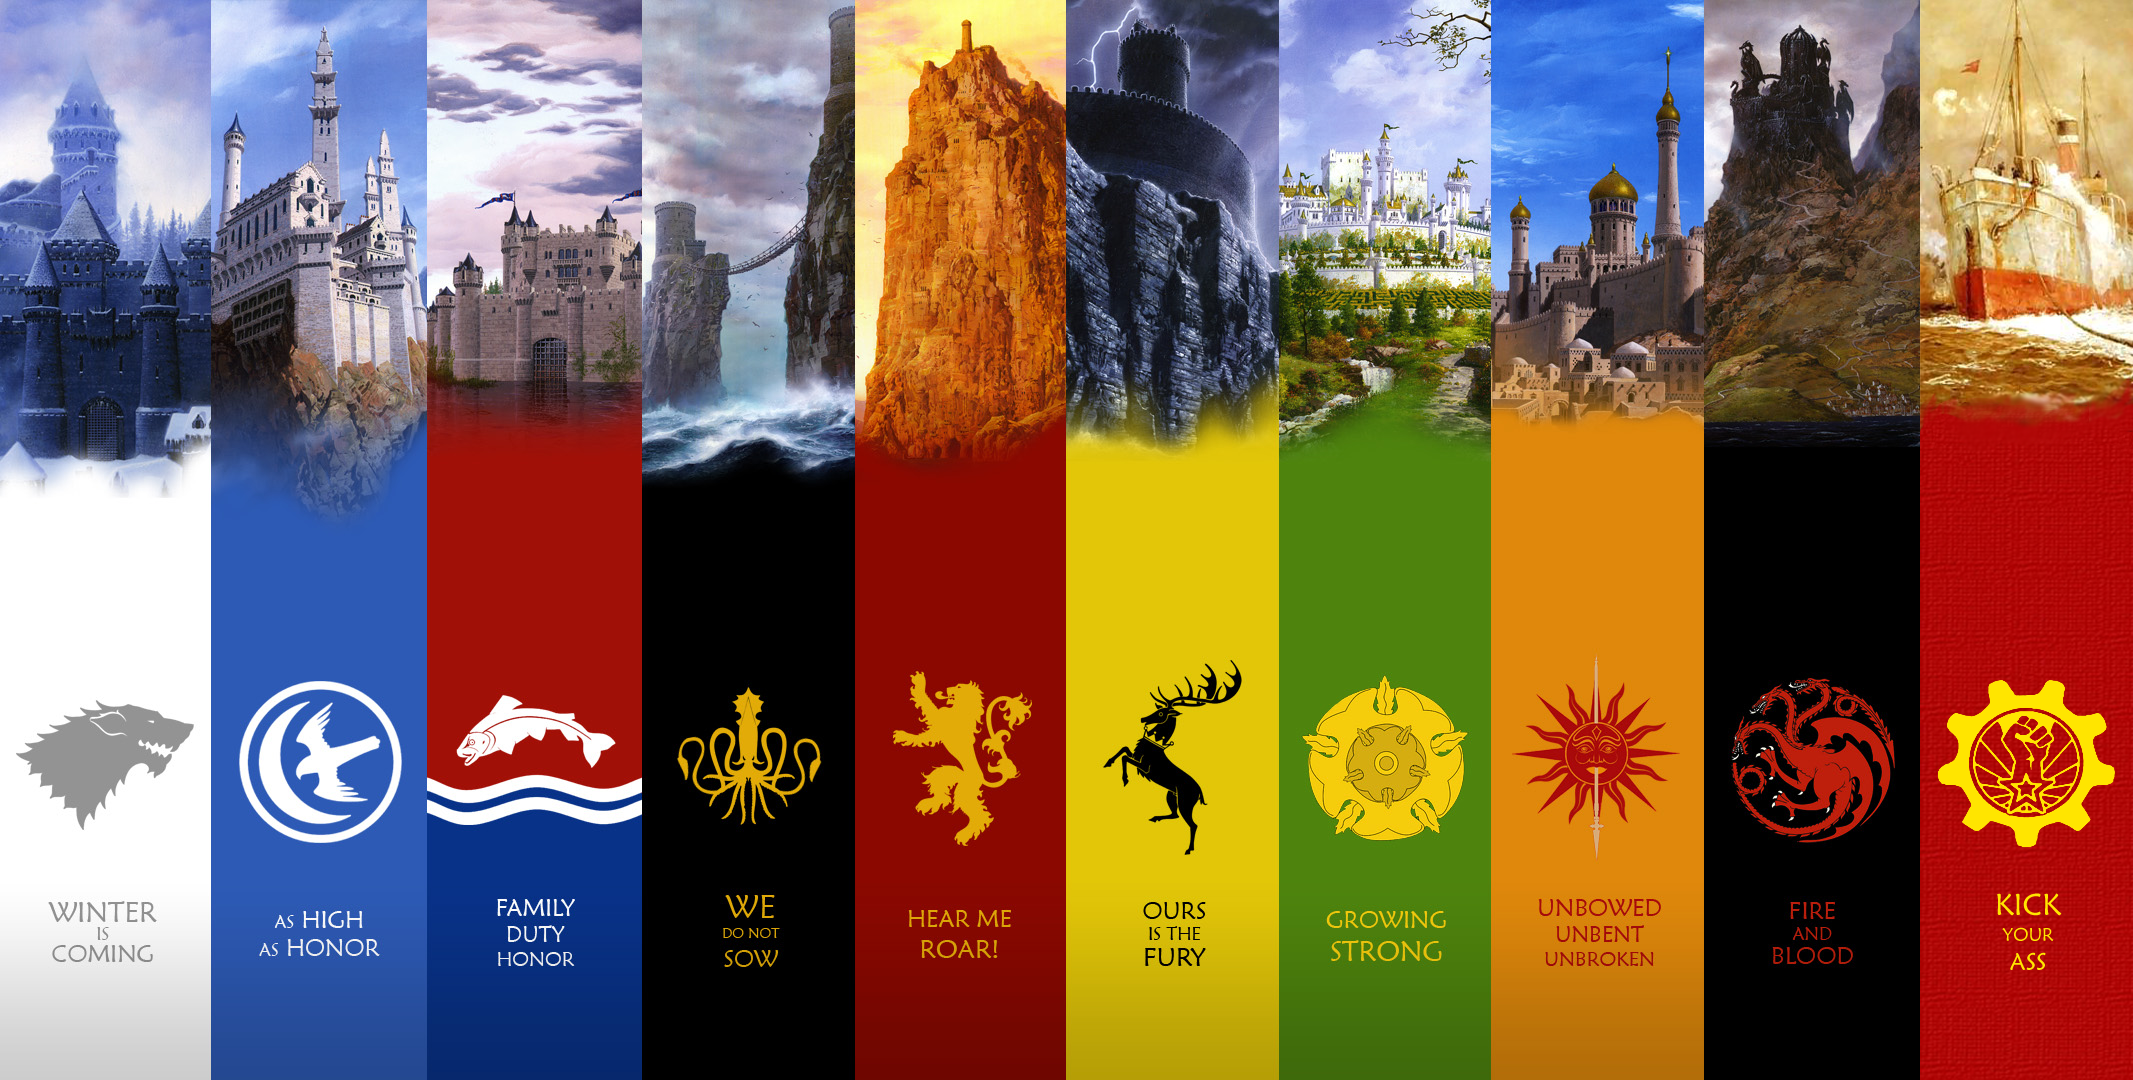 WINTER
IS
COMING
AS HIGH
AS HONOR
FAMILY
DUTY
HONOR
WE
DO NOT
SOW
HEAR ME
ROAR!
OURS
IS THE
FURY
GROWING
STRONG
UNBOWED
UNBENT
UNBROKEN
FIRE
AND
BLOOD
KICK
YOUR
ASS